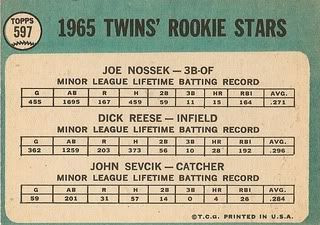 TOPPS
597
1965 TWINS' ROOKIE STARS
JOE NOSSEK — 3B-OF
MINOR LEAGUE LIFETIME BATTING RECORD
G AB R H 2B 3B HR RBI AVG.
455 1695 167 459 59 11 15 164 .271
DICK REESE — INFIELD
MINOR LEAGUE LIFETIME BATTING RECORD
G AB R H 2B 3B HR RBI AVG.
362 1259 203 373 56 10 28 192 .296
JOHN SEVCIK — CATCHER
MINOR LEAGUE LIFETIME BATTING RECORD
G AB R H 2B 3B HR RBI AVG.
59 201 31 57 14 0 4 26 .284
© T.C.G. PRINTED IN U.S.A.